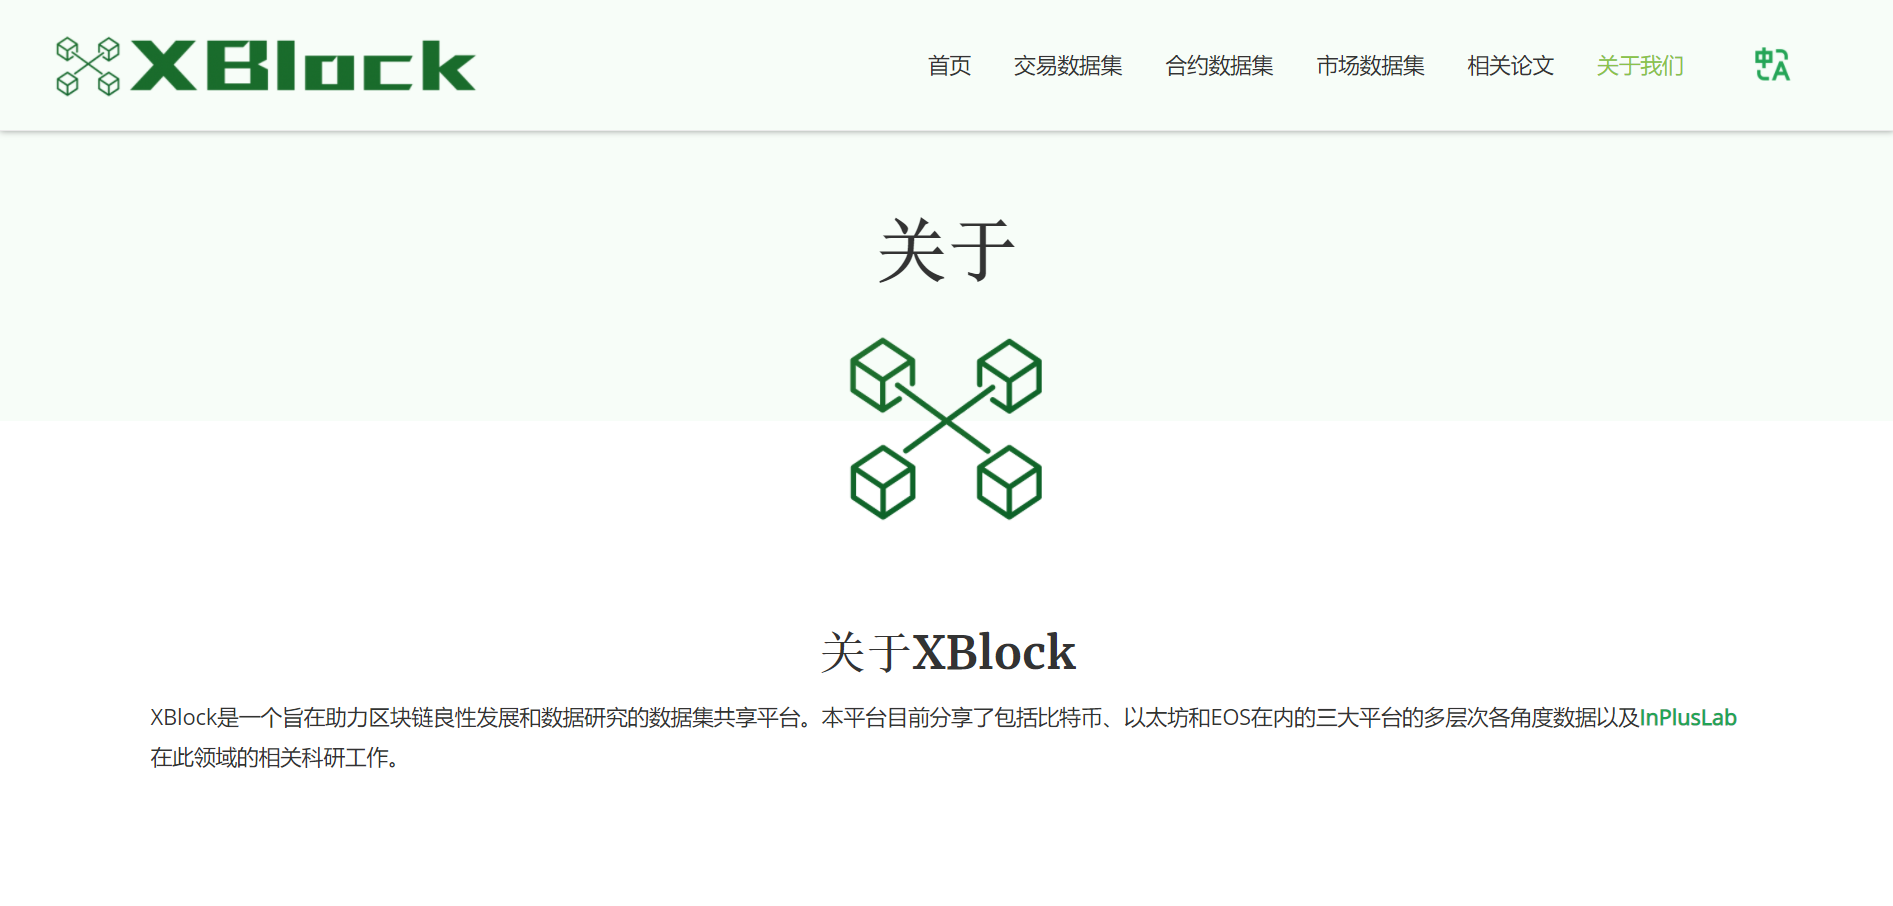 XBlock
首页 交易数据集 合约数据集 市场数据集 相关论文 关于我们 中A
关于
关于XBlock
XBlock是一个旨在助力区块链良性发展和数据研究的数据集共享平台。本平台目前分享了包括比特币、以太坊和EOS在内的三大平台的多层次各角度数据以及InPlusLab
在此领域的相关科研工作。